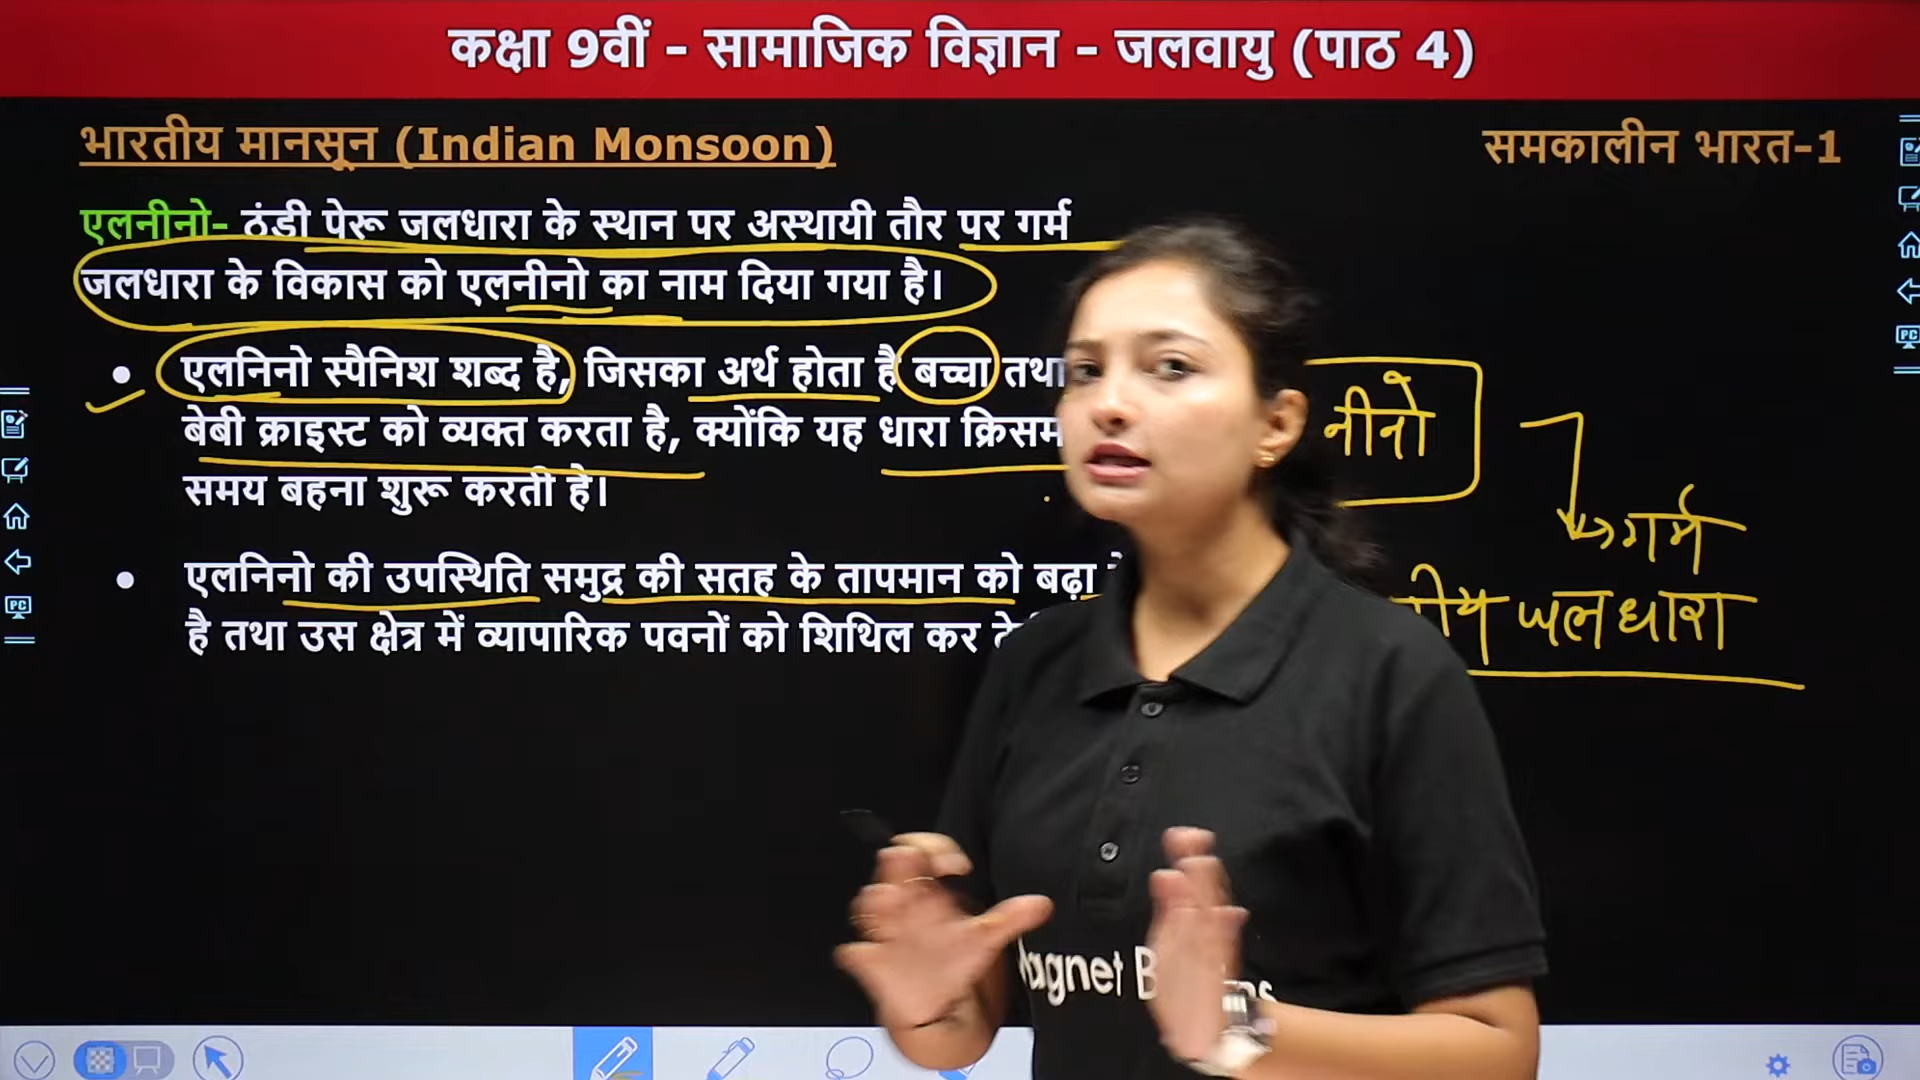 कक्षा 9वीं - सामाजिक विज्ञान - जलवायु (पाठ 4)
भारतीय मानसून (Indian Monsoon)
समकालीन भारत-1
एलनीनो- ठंडी पेरू जलधारा के स्थान पर अस्थायी तौर पर गर्म
जलधारा के विकास को एलनीनो का नाम दिया गया है।
• एलनिनो स्पैनिश शब्द है, जिसका अर्थ होता है बच्चा तथा
बेबी क्राइस्ट को व्यक्त करता है, क्योंकि यह धारा
समय बहना शुरू करती है।
• एलनिनो की उपस्थिति समुद्र की सतह के तापमान को बढ़ा
है तथा उस क्षेत्र में व्यापारिक पवनों को शिथिल कर
नीनो
गर्म
जलधारा
PC
PC